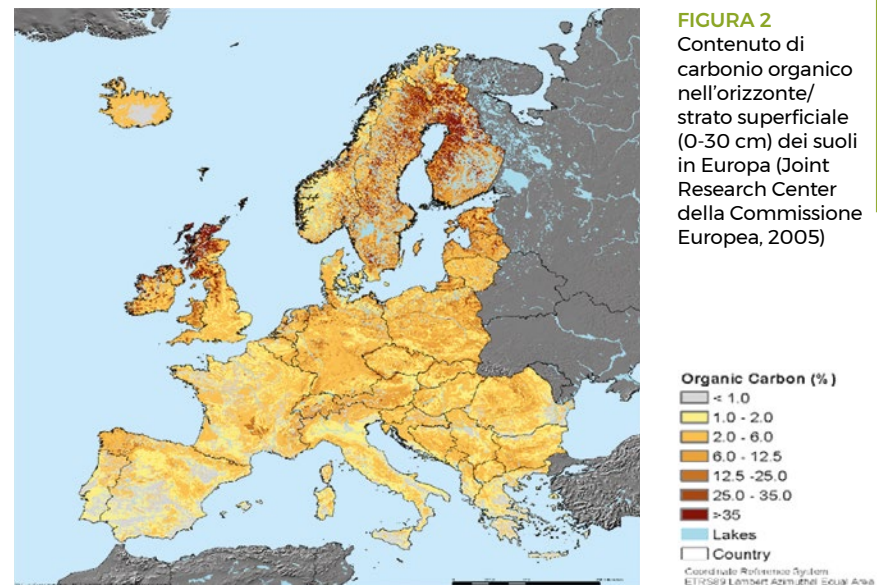 FIGURA 2
Contenuto di
carbonio organico
nell'orizzonte/
strato superficiale
(0-30 cm) dei suoli
in Europa (Joint
Research Center
della Commissione
Europea, 2005)
Organic Carbon (%)
< 1.0
1.0 - 2.0
2.0 - 6.0
6.0 - 12.5
12.5 -25.0
25.0 - 35.0
>35
Lakes
Country
Coordinate Reference System
ETRS89 Lambert Azimuthal Equal Area